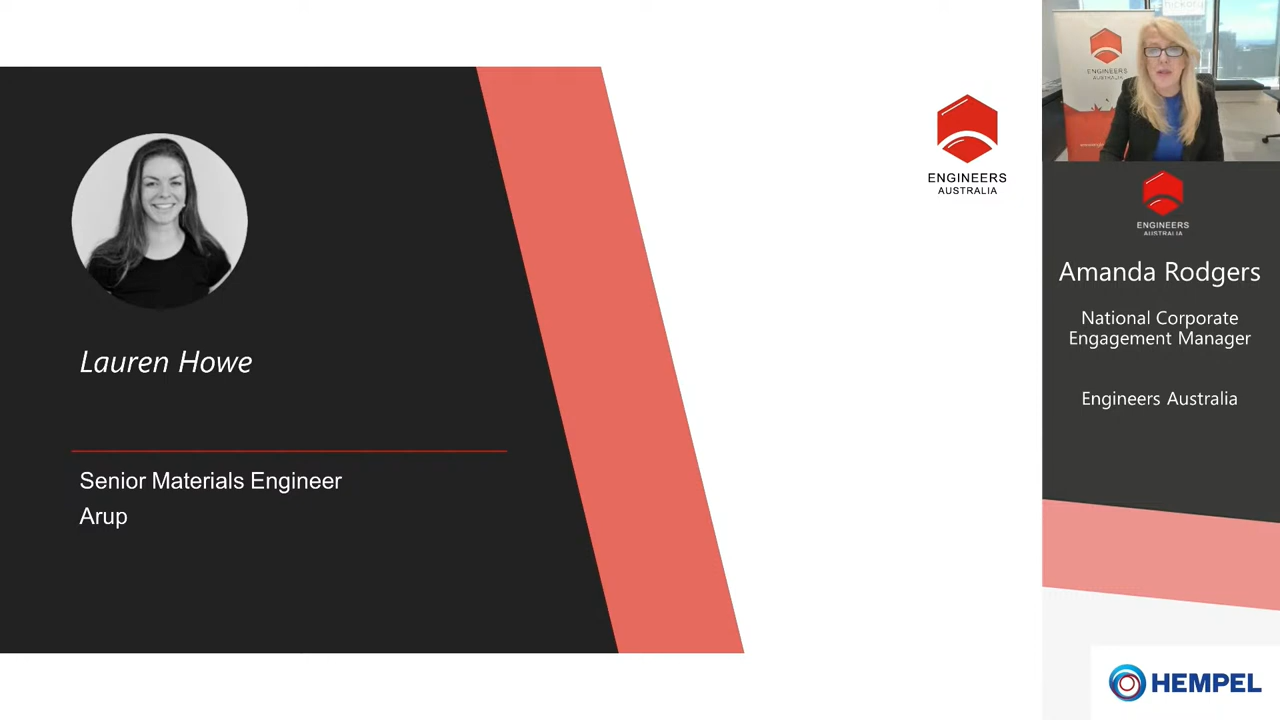 Lauren Howe
Senior Materials Engineer
Arup
ENGINEERS
AUSTRALIA
ENGINEERS
AUSTRALIA
ENGINEERS
AUSTRALIA
Amanda Rodgers
National Corporate
Engagement Manager
Engineers Australia
HEMPEL